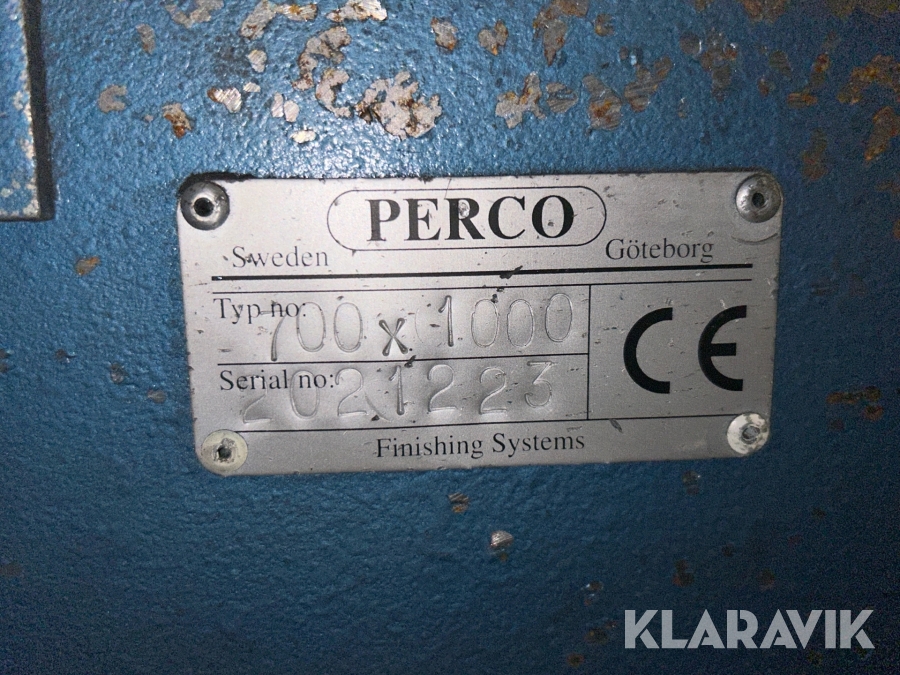 PERCO
Sweden Göteborg
Typ no: 700 x 1000
Serial no: 2021223
CE
Finishing Systems
KLARAVIK